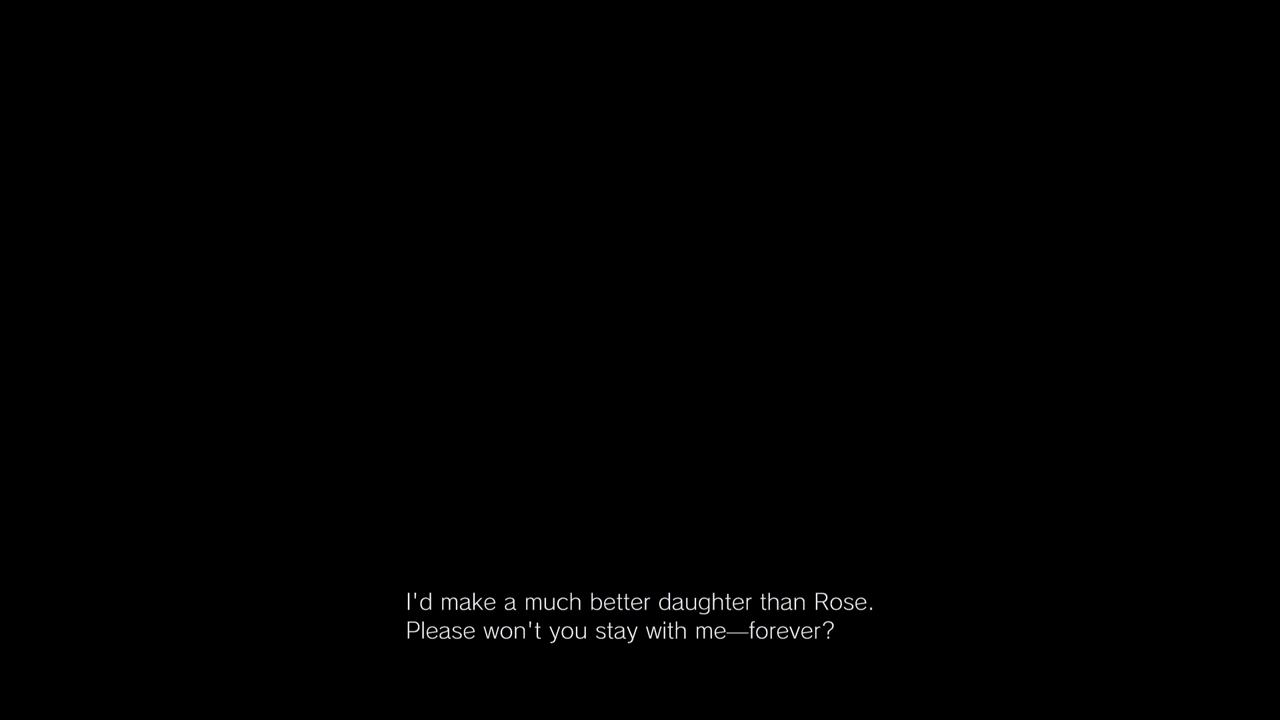 I'd make a much better daughter than Rose.
Please won't you stay with me—forever?